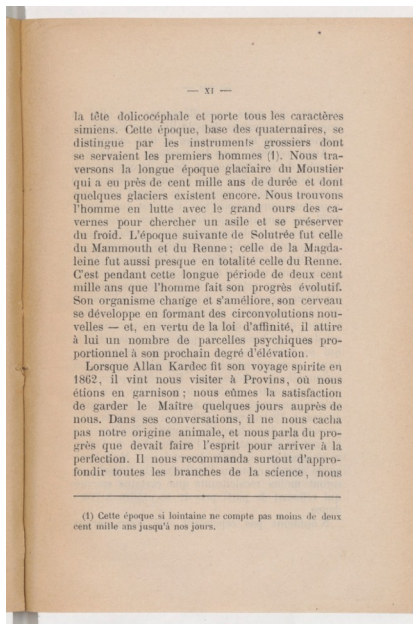 — XI —
la tête dolicocéphale et porte tous les caractères
simiens. Cette époque, base des quaternaires, se
distingue par les instruments grossiers dont
se servaient les premiers hommes (1). Nous tra-
versons la longue époque glaciaire du Moustier
qui a eu près de cent mille ans de durée et dont
quelques glaciers existent encore. Nous trouvons
l'homme en lutte avec le grand ours des ca-
vernes pour chercher un asile et se préserver
du froid. L'époque suivante de Solutrée fut celle
du Mammouth et du Renne ; celle de la Magda-
leine fut aussi presque en totalité celle du Renne.
C'est pendant cette longue période de deux cent
mille ans que l'homme fait son progrès évolutif.
Son organisme change et s'améliore, son cerveau
se développe en formant des circonvolutions nou-
velles — et, en vertu de la loi d'affinité, il attire
à lui un nombre de parcelles psychiques pro-
portionnel à son prochain degré d'élévation.
Lorsque Allan Kardec fit son voyage spirite en
1862, il vint nous visiter à Provins, où nous
étions en garnison ; nous eûmes la satisfaction
de garder le Maître quelques jours auprès de
nous. Dans ses conversations, il ne nous cacha
pas notre origine animale, et nous parla du pro-
grès que devait faire l'esprit pour arriver à la
perfection. Il nous recommanda surtout d'appro-
fondir toutes les branches de la science, nous
(1) Cette époque si lointaine ne compte pas moins de deux
cent mille ans jusqu'à nos jours.